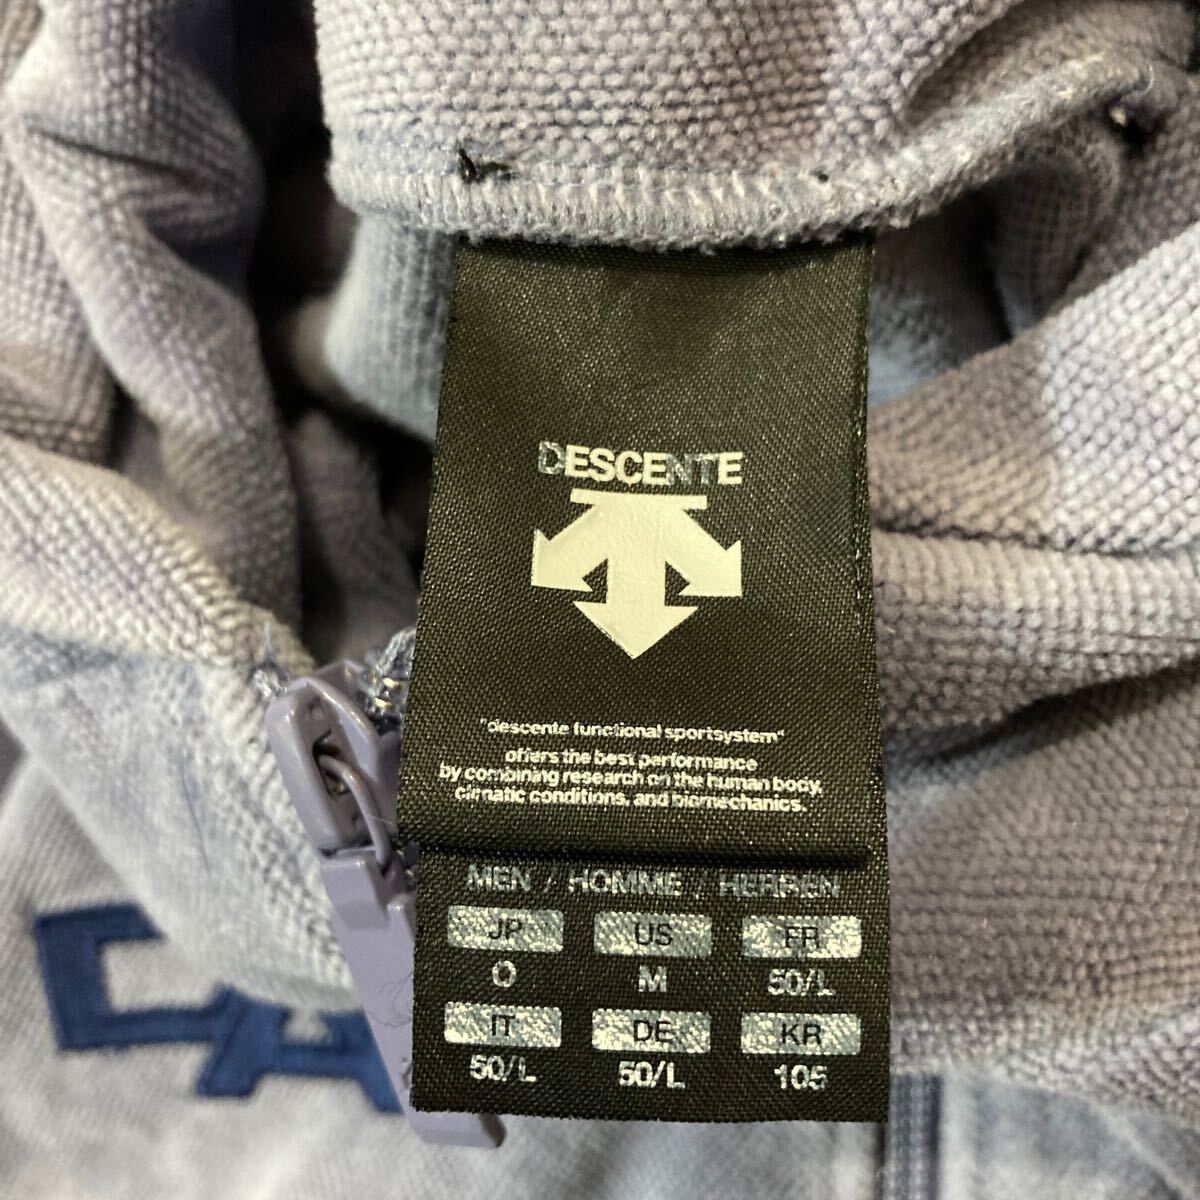 DESCENTE
"descente functional sportsystem"
offers the best performance
by combining research on the human body,
climatic conditions, and biomechanics.
MEN / HOMME / HERREN
JP US FR
O M 50/L
IT DE KR
50/L 50/L 105